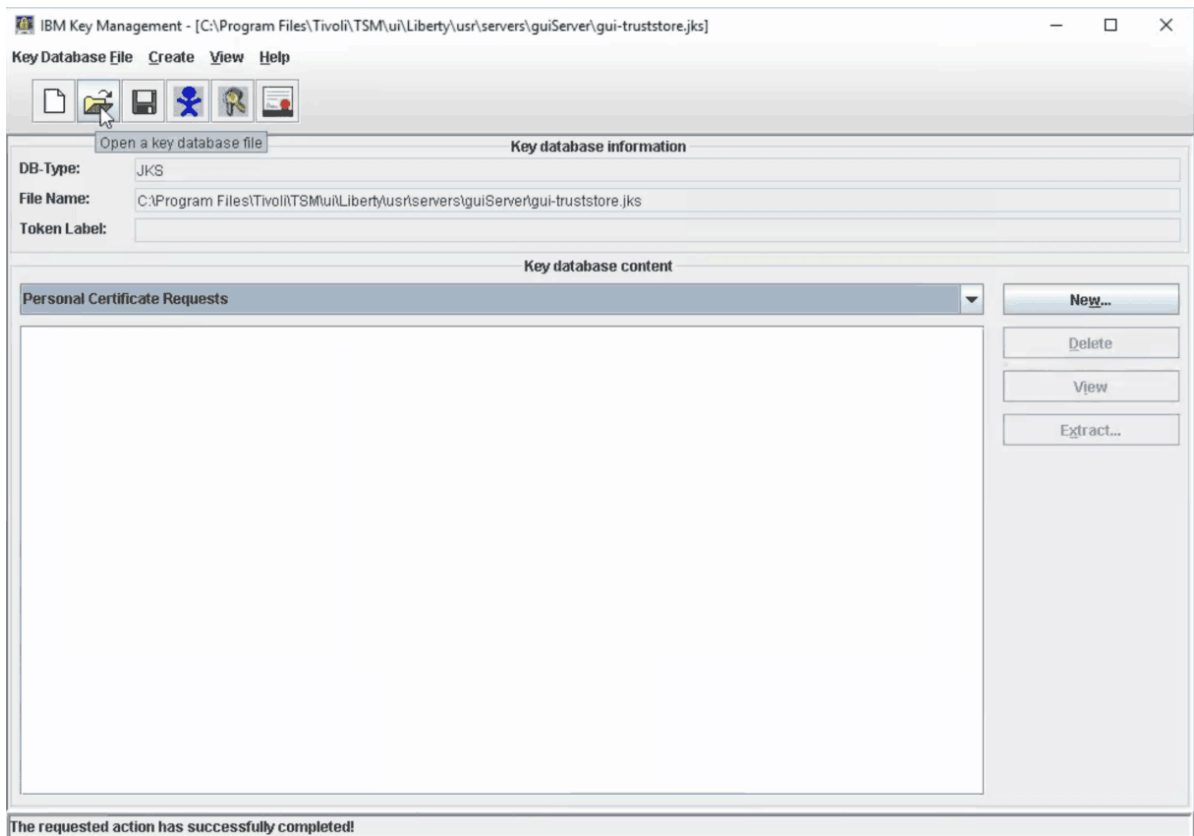 IBM Key Management - [C:\Program Files\Tivoli\TSM\ui\Liberty\usr\servers\guiServer\gui-truststore.jks]
Key Database File Create View Help
Open a key database file
Key database information
DB-Type: JKS
File Name: C:\Program Files\Tivoli\TSM\ui\Liberty\usr\servers\guiServer\gui-truststore.jks
Token Label:
Key database content
Personal Certificate Requests
New...
Delete
View
Extract...
The requested action has successfully completed!